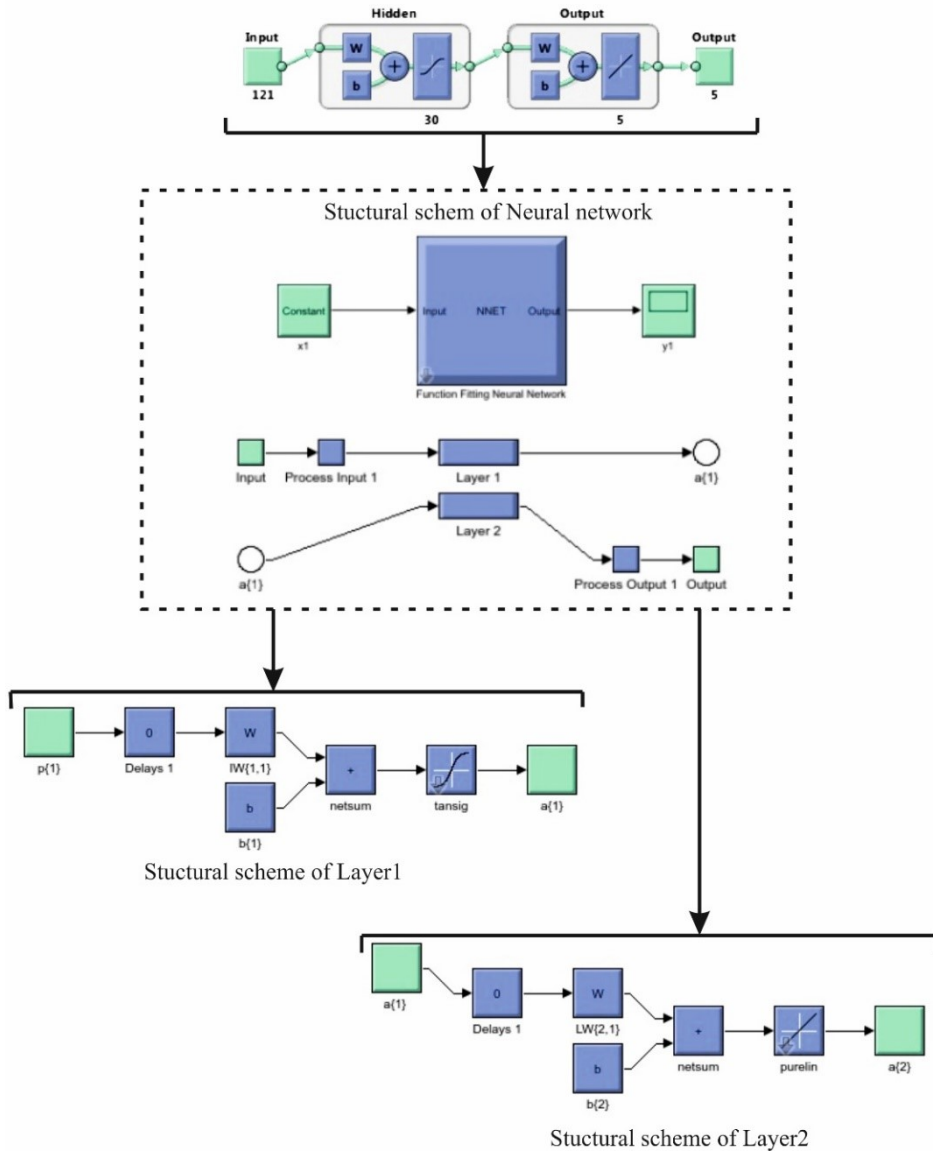 Hidden
Output
Input
Output
W
b
+
W
b
+
121
30
5
5
Stuctural schem of Neural network
Constant
x1
Input
NNET
Output
Function Fitting Neural Network
y1
Input
Process Input 1
Layer 1
a{1}
a{1}
Layer 2
Process Output 1
Output
p{1}
0
Delays 1
W
IW{1,1}
b
b{1}
+
netsum
tansig
a{1}
Stuctural scheme of Layer1
a{1}
0
Delays 1
W
LW{2,1}
b
b{2}
+
netsum
purelin
a{2}
Stuctural scheme of Layer2